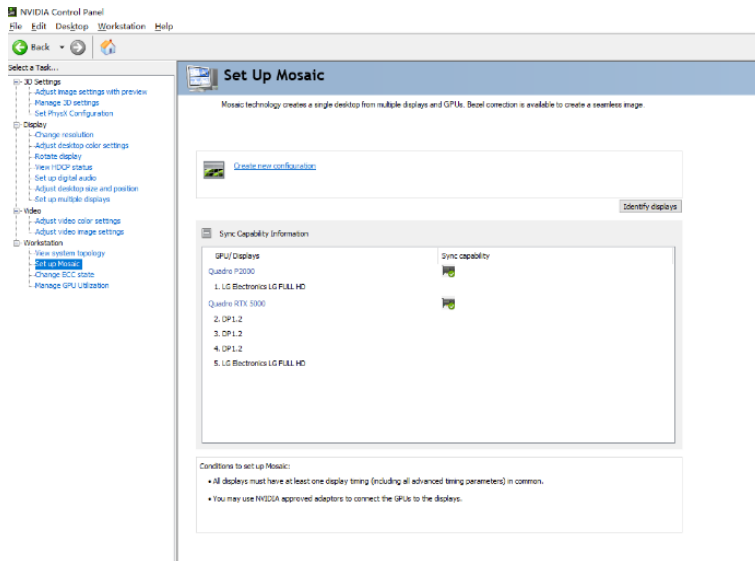 NVIDIA Control Panel
File Edit Desktop Workstation Help
Back
Select a Task...
3D Settings
Adjust image settings with preview
Manage 3D settings
Set PhysX Configuration
Display
Change resolution
Adjust desktop color settings
Rotate display
View HDCP status
Set up digital audio
Adjust desktop size and position
Set up multiple displays
Video
Adjust video color settings
Adjust video image settings
Workstation
View system topology
Set up Mosaic
Change ECC state
Manage GPU Utilization
Set Up Mosaic
Mosaic technology creates a single desktop from multiple displays and GPUs. Bezel correction is available to create a seamless image.
Create new configuration
Identify displays
Sync Capability Information
GPU/Displays Sync capability
Quadro P2000
1. LG Electronics LG FULL HD
Quadro RTX 5000
2. DP1.2
3. DP1.2
4. DP1.2
5. LG Electronics LG FULL HD
Conditions to set up Mosaic:
• All displays must have at least one display timing (including all advanced timing parameters) in common.
• You may use NVIDIA approved adaptors to connect the GPUs to the displays.